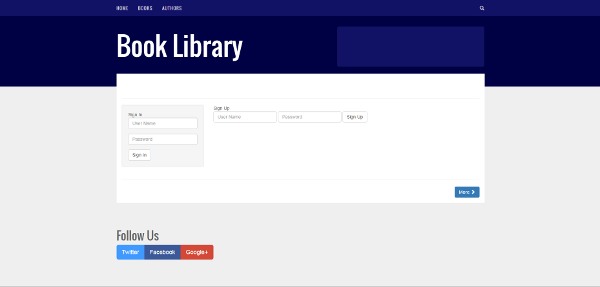 HOME BOOKS AUTHORS
Book Library
Sign In
User Name
Password
Sign In
Sign Up
User Name Password Sign Up
More
Follow Us
Twitter Facebook Google+